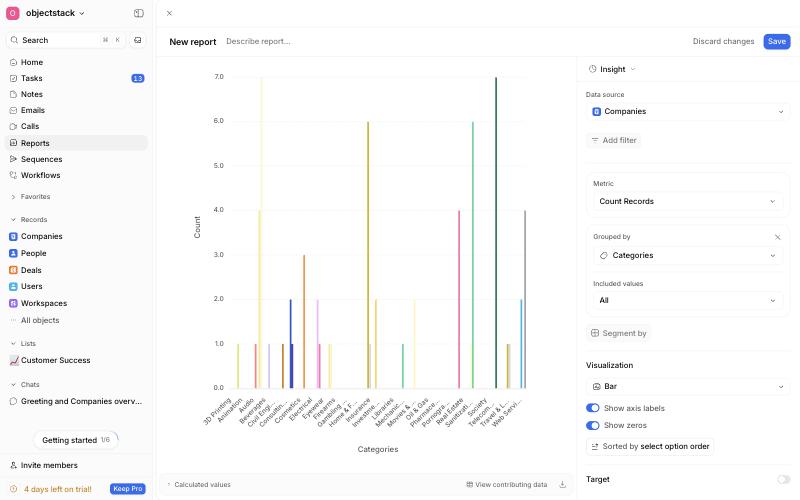 objectstack
Search
⌘ K
Home
Tasks
13
Notes
Emails
Calls
Reports
Sequences
Workflows
Favorites
Records
Companies
People
Deals
Users
Workspaces
All objects
Lists
Customer Success
Chats
Greeting and Companies overv...
Getting started 1/6
Invite members
4 days left on trial!
Keep Pro
New report
Describe report...
Discard changes
Save
7.0
6.0
5.0
4.0
3.0
2.0
1.0
0.0
Count
3D Printing
Animation
Audio
Beverages
Civil Engi...
Consultin...
Cosmetics
Electrical
Eyewear
Firearms
Gambling ...
Home & F...
Insurance
Investme...
Libraries
Mechanic...
Movies & ...
Oil & Gas
Pharmace...
Pornogra...
Real Estate
Sanitizati...
Society
Telecom...
Travel & L...
Web Servi...
Categories
Calculated values
View contributing data
Insight
Data source
Companies
Add filter
Metric
Count Records
Grouped by
Categories
Included values
All
Segment by
Visualization
Bar
Show axis labels
Show zeros
Sorted by select option order
Target